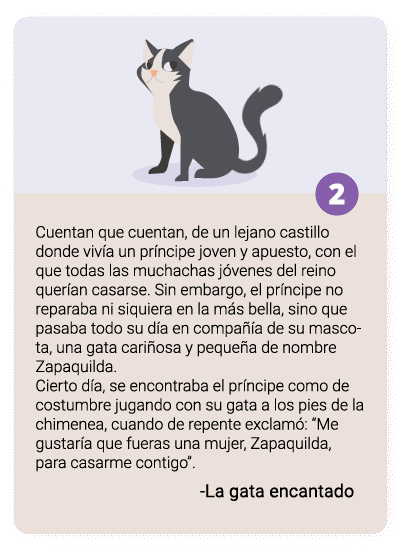 2
Cuentan que cuentan, de un lejano castillo
donde vivía un príncipe joven y apuesto, con el
que todas las muchachas jóvenes del reino
querían casarse. Sin embargo, el príncipe no
reparaba ni siquiera en la más bella, sino que
pasaba todo su día en compañía de su masco-
ta, una gata cariñosa y pequeña de nombre
Zapaquilda.
Cierto día, se encontraba el príncipe como de
costumbre jugando con su gata a los pies de la
chimenea, cuando de repente exclamó: “Me
gustaría que fueras una mujer, Zapaquilda,
para casarme contigo”.
-La gata encantado